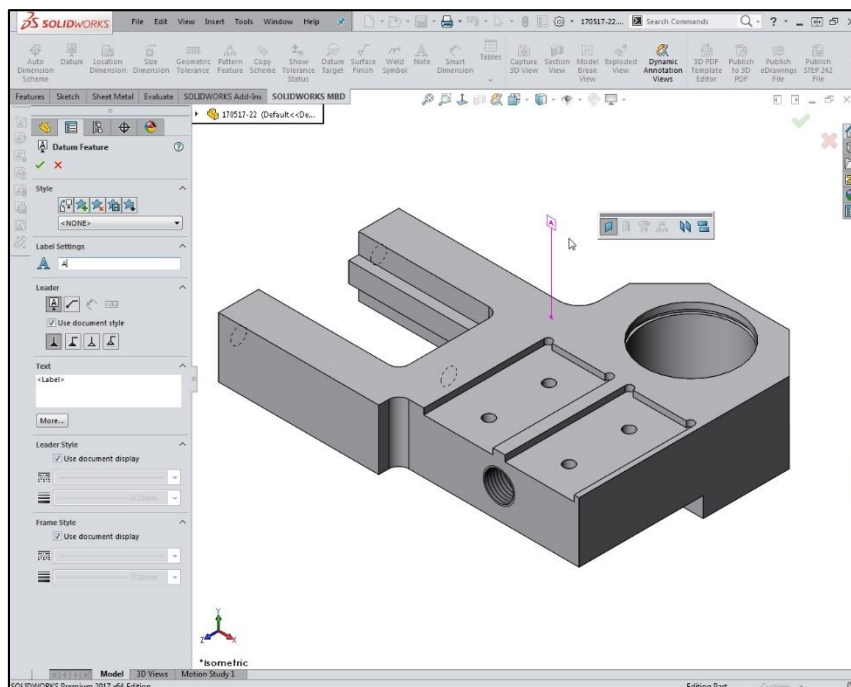 SOLIDWORKS File Edit View Insert Tools Window Help 170517-22.... Search Commands
Auto Dimension Scheme
Datum
Location Dimension
Size Dimension
Geometric Tolerance
Pattern Feature
Copy Scheme
Show Tolerance Status
Datum Target
Surface Finish
Weld Symbol
Note
Smart Dimension
Tables
Capture 3D View
Section View
Model Break View
Exploded View
Dynamic Annotation Views
3D PDF Template Editor
Publish to 3D PDF
Publish eDrawings File
Publish STEP 242 File
Features Sketch Sheet Metal Evaluate SOLIDWORKS Add-Ins SOLIDWORKS MBD
170517-22 (Default<<De...
Datum Feature
Style
<NONE>
Label Settings
A
Leader
Use document style
Text
<Label>
More...
Leader Style
Use document display
0.18mm
Frame Style
Use document display
A
Y
Z
X
*Isometric
Model 3D Views Motion Study 1
SOLIDWORKS Premium 2017 x64 Edition Editing Part Custom